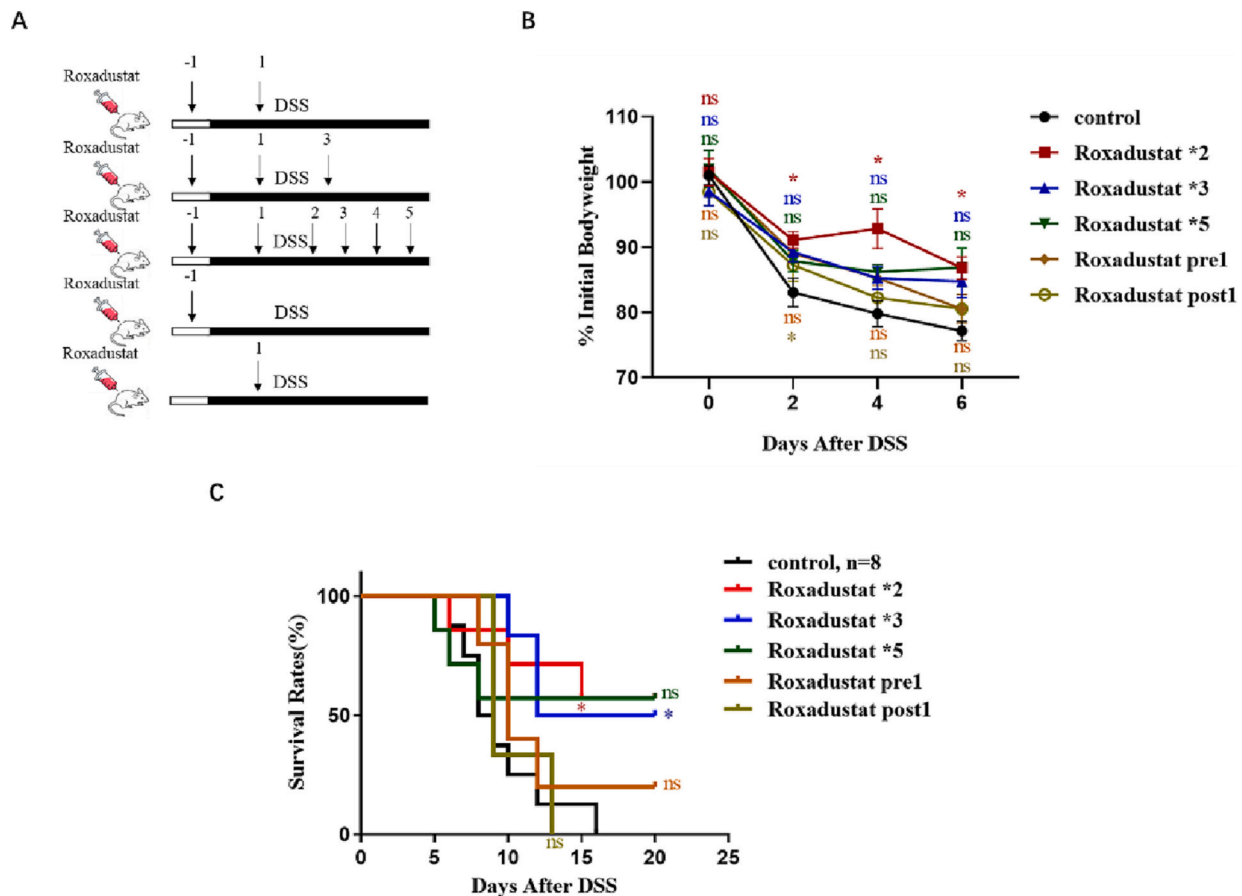 A
Roxadustat
-1 1
DSS
Roxadustat
-1 1 3
DSS
Roxadustat
-1 1 2 3 4 5
DSS
Roxadustat
-1
DSS
Roxadustat
1
DSS
B
% Initial Bodyweight
110
100
90
80
70
ns
ns
ns
ns
ns
*
ns
ns
ns
*
*
ns
ns
ns
ns
*
ns
ns
ns
ns
0 2 4 6
Days After DSS
control
Roxadustat *2
Roxadustat *3
Roxadustat *5
Roxadustat pre1
Roxadustat post1
C
Survival Rates(%)
100
50
0
ns
*
*
ns
ns
0 5 10 15 20 25
Days After DSS
control, n=8
Roxadustat *2
Roxadustat *3
Roxadustat *5
Roxadustat pre1
Roxadustat post1